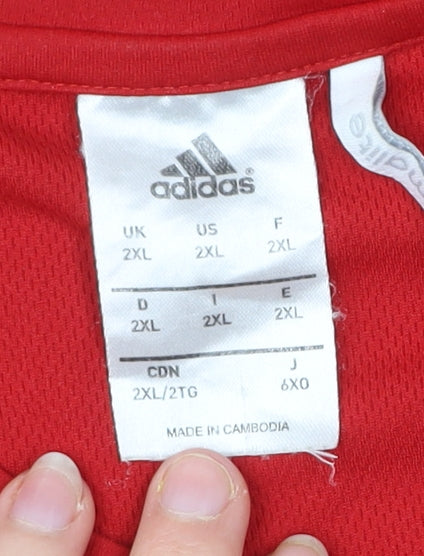 adidas
UK US F
2XL 2XL 2XL
D I E
2XL 2XL 2XL
CDN J
2XL/2TG 6XO
MADE IN CAMBODIA